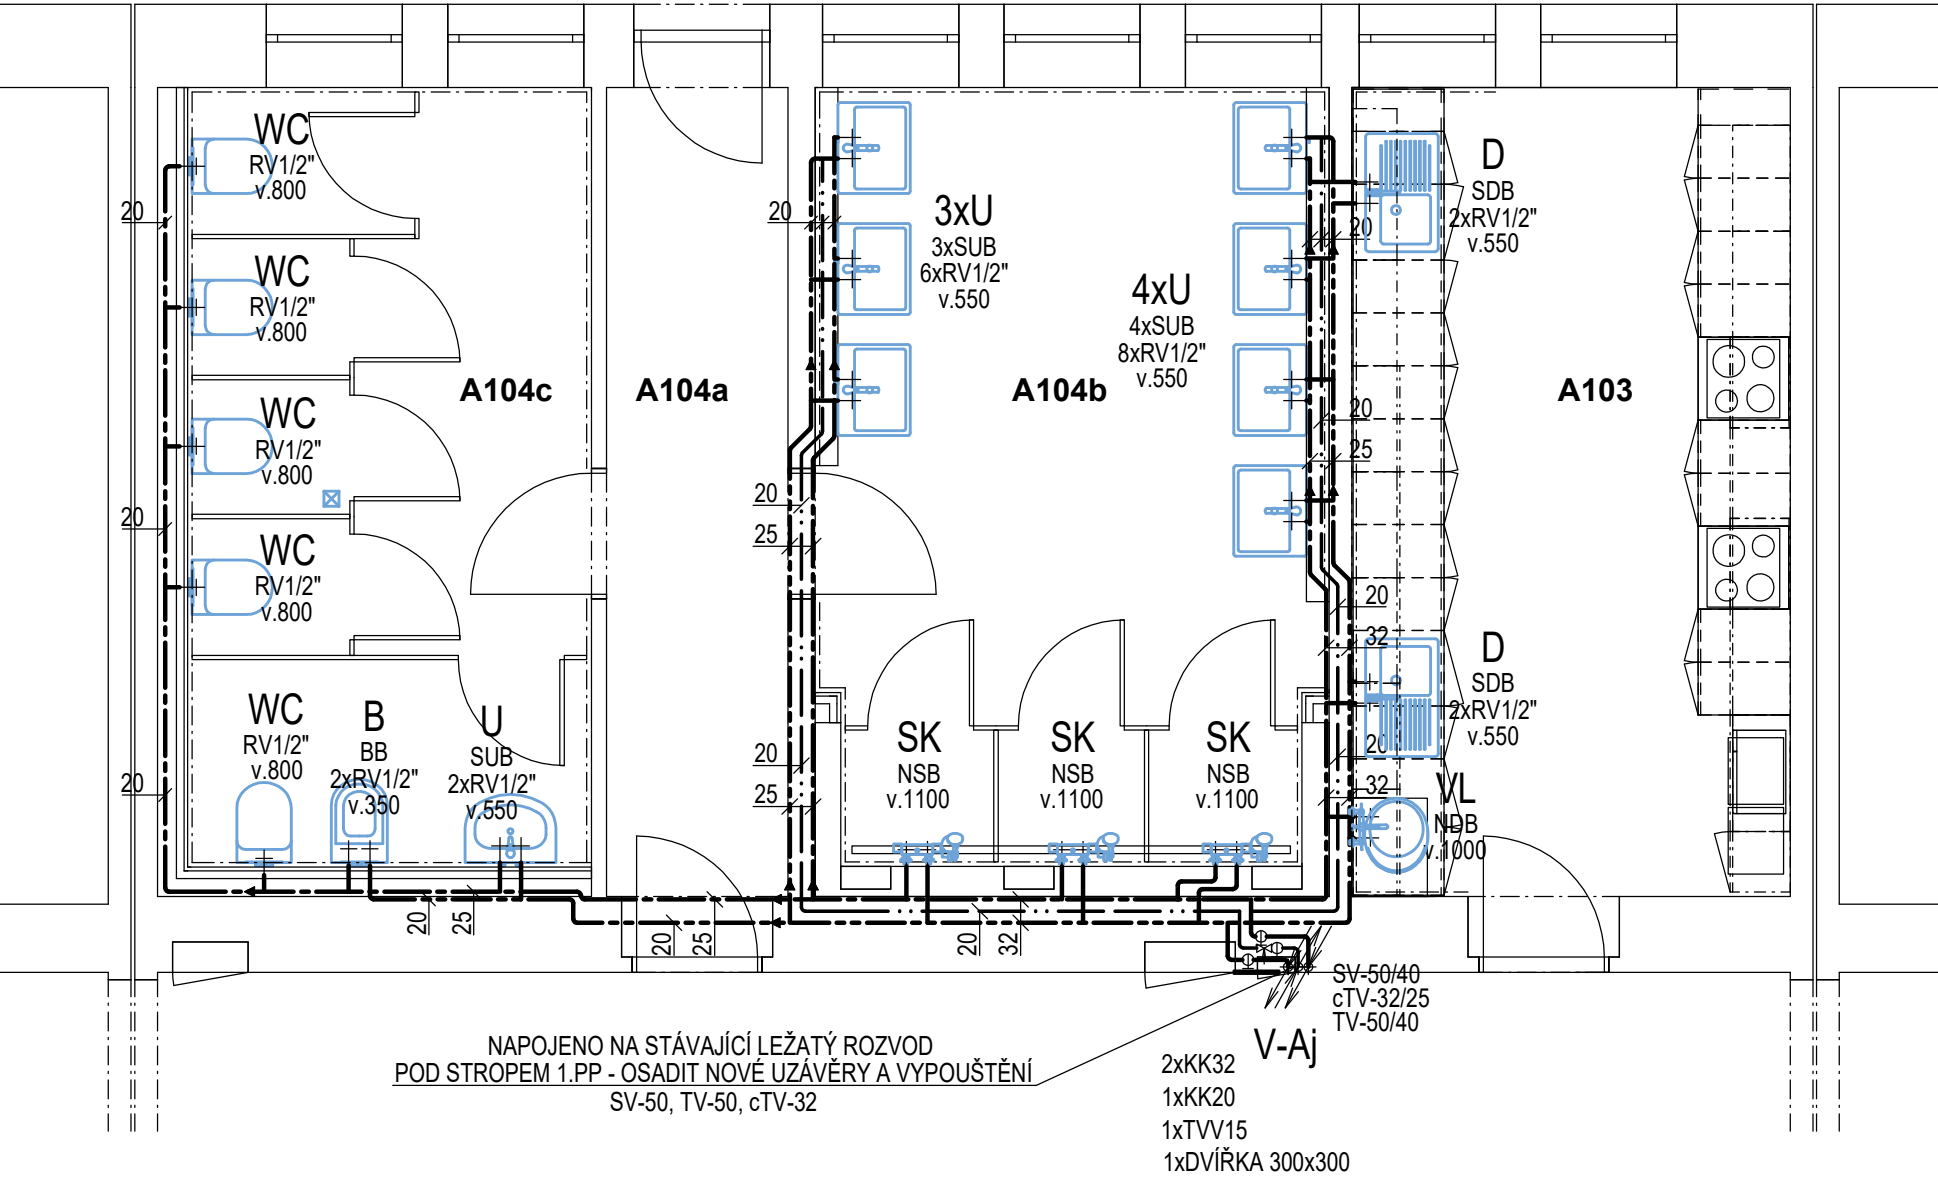 WC
RV1/2"
v.800
20
WC
RV1/2"
v.800
WC
RV1/2"
v.800
20
WC
RV1/2"
v.800
A104c
A104a
20
3xU
3xSUB
6xRV1/2"
v.550
4xU
4xSUB
8xRV1/2"
v.550
A104b
20
D
SDB
2xRV1/2"
v.550
A103
20
25
20
25
20
32
D
SDB
2xRV1/2"
v.550
20
32
VL
NDB
v.1000
WC
RV1/2"
v.800
B
BB
2xRV1/2"
v.350
U
SUB
2xRV1/2"
v.550
20
20
25
SK
NSB
v.1100
SK
NSB
v.1100
SK
NSB
v.1100
20
25
20
25
20
32
SV-50/40
cTV-32/25
TV-50/40
V-Aj
NAPOJENO NA STÁVAJÍCÍ LEŽATÝ ROZVOD
POD STROPEM 1.PP - OSADIT NOVÉ UZÁVĚRY A VYPOUŠTĚNÍ
SV-50, TV-50, cTV-32
2xKK32
1xKK20
1xTVV15
1xDVÍŘKA 300x300